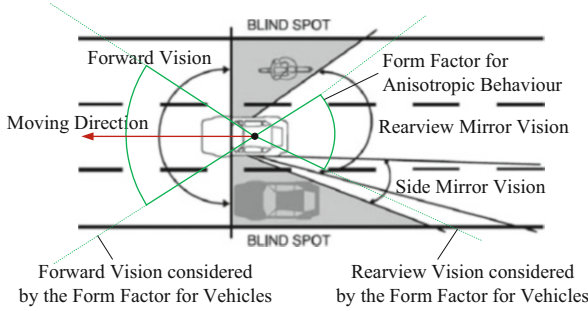 BLIND SPOT
Forward Vision
Form Factor for
Anisotropic Behaviour
Moving Direction
Rearview Mirror Vision
Side Mirror Vision
BLIND SPOT
Forward Vision considered
by the Form Factor for Vehicles
Rearview Vision considered
by the Form Factor for Vehicles